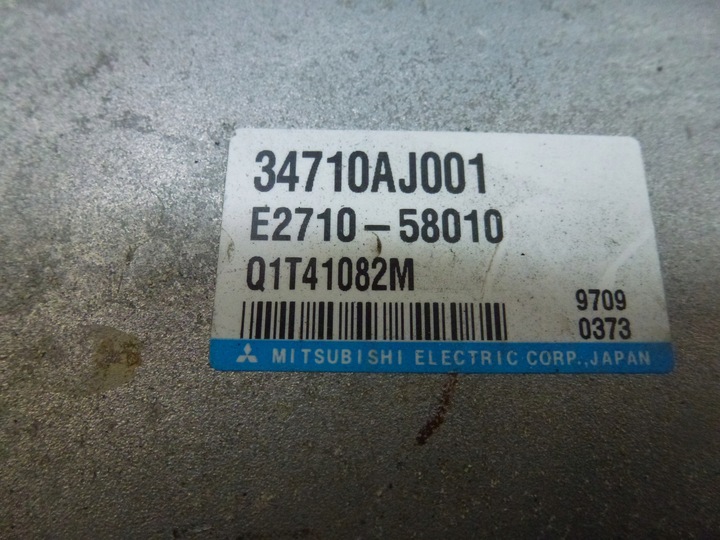 34710AJ001
E2710-58010
Q1T41082M
9709
0373
MITSUBISHI ELECTRIC CORP.,JAPAN